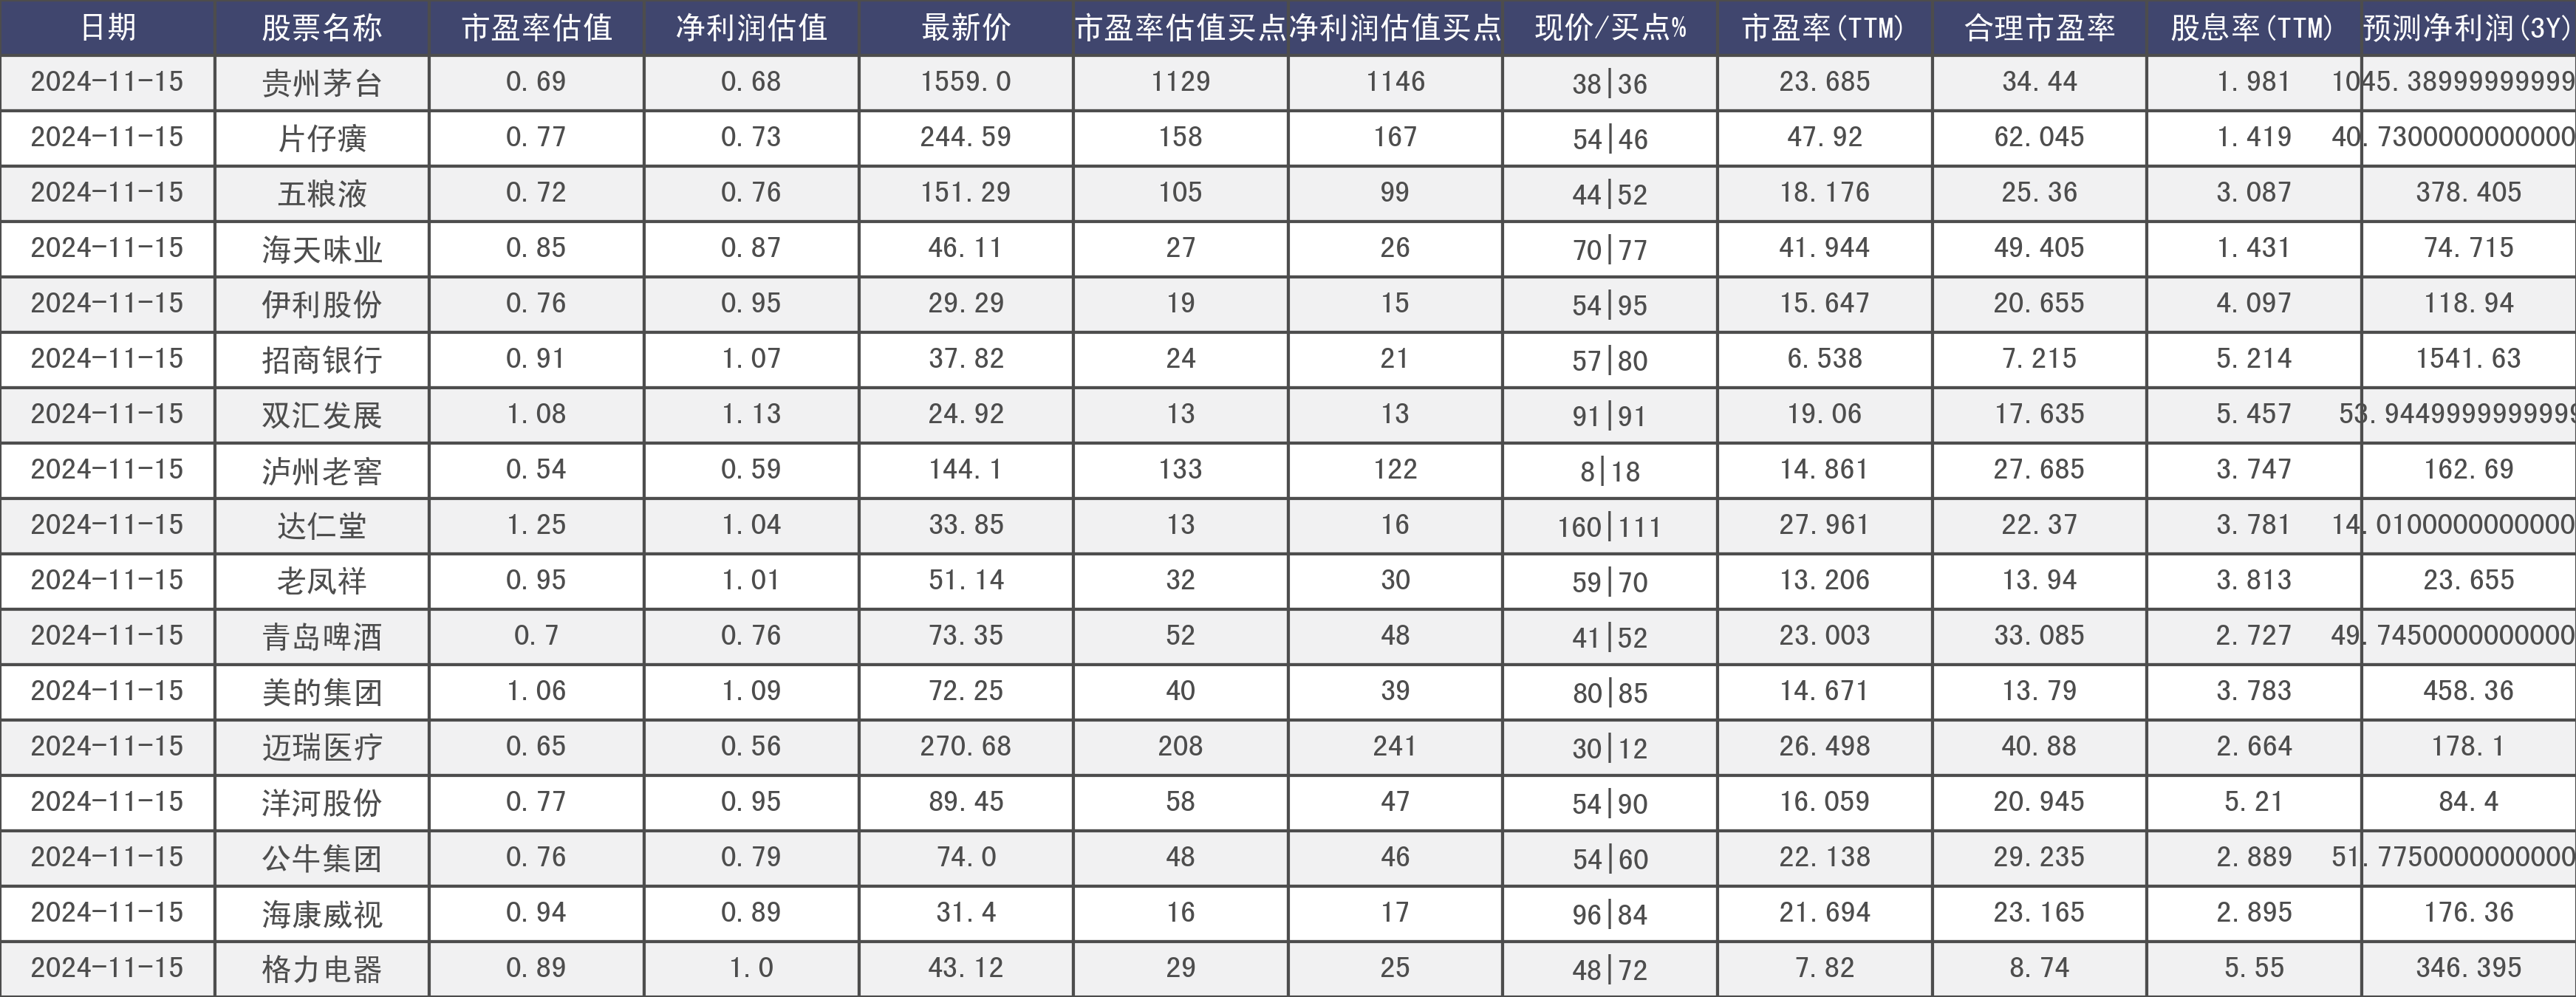 日期 股票名称 市盈率估值 净利润估值 最新价 市盈率估值买点 净利润估值买点 现价/买点% 市盈率(TTM) 合理市盈率 股息率(TTM) 预测净利润(3Y)
2024-11-15 贵州茅台 0.69 0.68 1559.0 1129 1146 38|36 23.685 34.44 1.981 1045.38999999999
2024-11-15 片仔癀 0.77 0.73 244.59 158 167 54|46 47.92 62.045 1.419 40.7300000000000
2024-11-15 五粮液 0.72 0.76 151.29 105 99 44|52 18.176 25.36 3.087 378.405
2024-11-15 海天味业 0.85 0.87 46.11 27 26 70|77 41.944 49.405 1.431 74.715
2024-11-15 伊利股份 0.76 0.95 29.29 19 15 54|95 15.647 20.655 4.097 118.94
2024-11-15 招商银行 0.91 1.07 37.82 24 21 57|80 6.538 7.215 5.214 1541.63
2024-11-15 双汇发展 1.08 1.13 24.92 13 13 91|91 19.06 17.635 5.457 53.9449999999999
2024-11-15 泸州老窖 0.54 0.59 144.1 133 122 8|18 14.861 27.685 3.747 162.69
2024-11-15 达仁堂 1.25 1.04 33.85 13 16 160|111 27.961 22.37 3.781 14.0100000000000
2024-11-15 老凤祥 0.95 1.01 51.14 32 30 59|70 13.206 13.94 3.813 23.655
2024-11-15 青岛啤酒 0.7 0.76 73.35 52 48 41|52 23.003 33.085 2.727 49.7450000000000
2024-11-15 美的集团 1.06 1.09 72.25 40 39 80|85 14.671 13.79 3.783 458.36
2024-11-15 迈瑞医疗 0.65 0.56 270.68 208 241 30|12 26.498 40.88 2.664 178.1
2024-11-15 洋河股份 0.77 0.95 89.45 58 47 54|90 16.059 20.945 5.21 84.4
2024-11-15 公牛集团 0.76 0.79 74.0 48 46 54|60 22.138 29.235 2.889 51.7750000000000
2024-11-15 海康威视 0.94 0.89 31.4 16 17 96|84 21.694 23.165 2.895 176.36
2024-11-15 格力电器 0.89 1.0 43.12 29 25 48|72 7.82 8.74 5.55 346.395